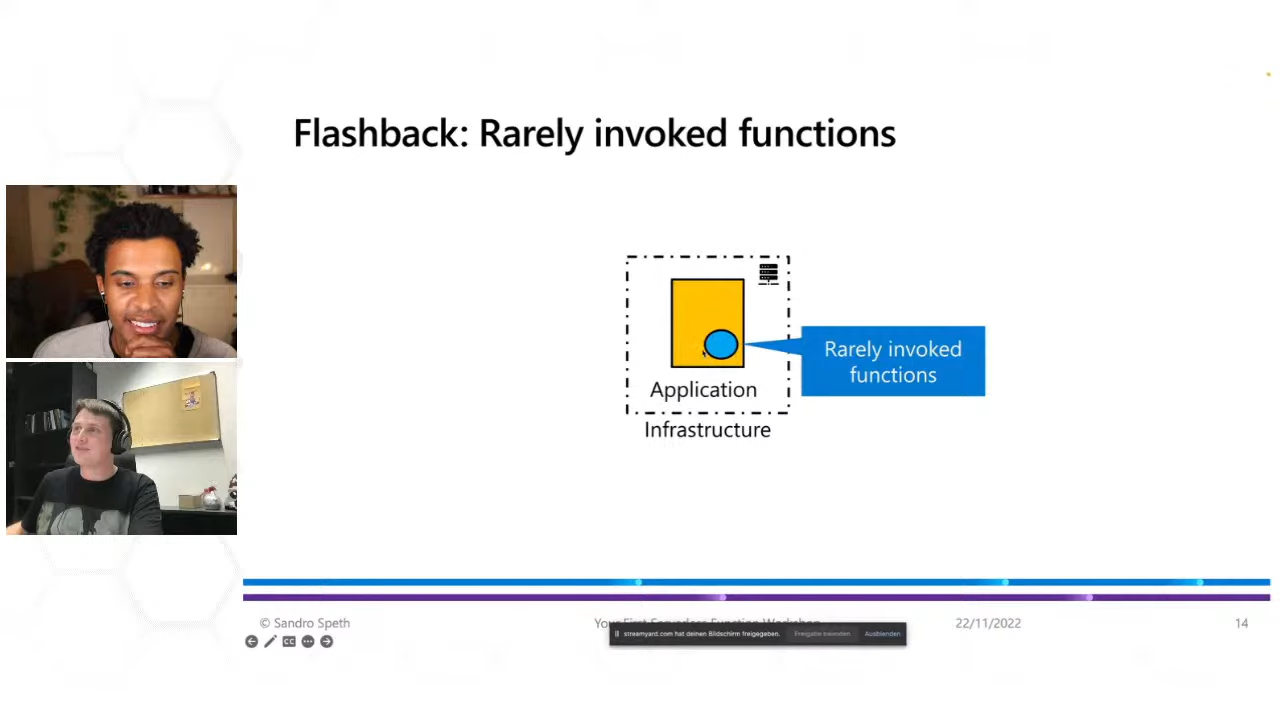 Flashback: Rarely invoked functions
Rarely invoked
functions
Application
Infrastructure
© Sandro Speth
Your First Serverless Function Workshop
22/11/2022
14
streamyard.com hat deinen Bildschirm freigegeben.
Freigabe beenden
Ausblenden
CC